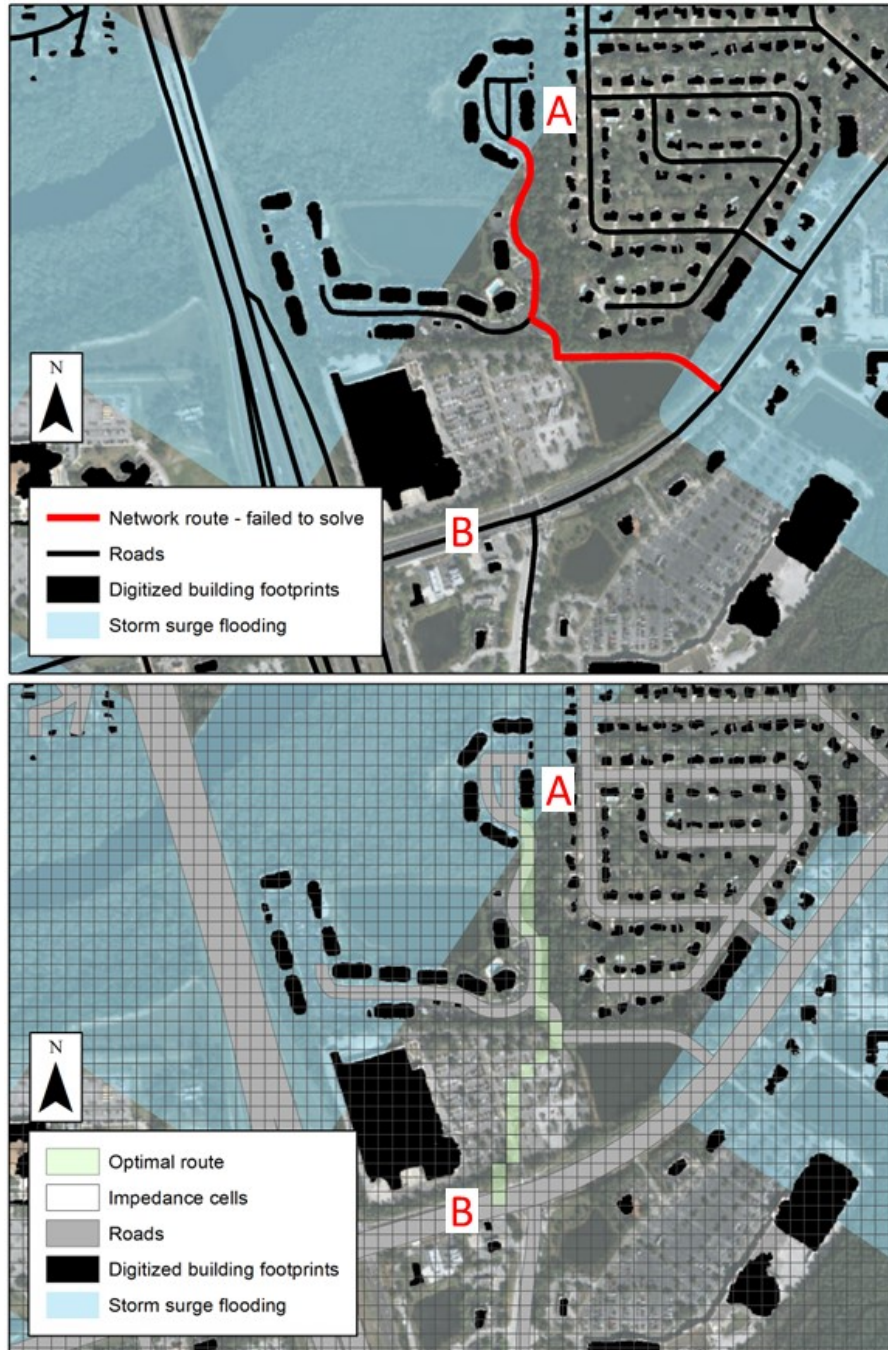 A
N
Network route - failed to solve
Roads
Digitized building footprints
Storm surge flooding
B
A
N
Optimal route
Impedance cells
Roads
Digitized building footprints
Storm surge flooding
B